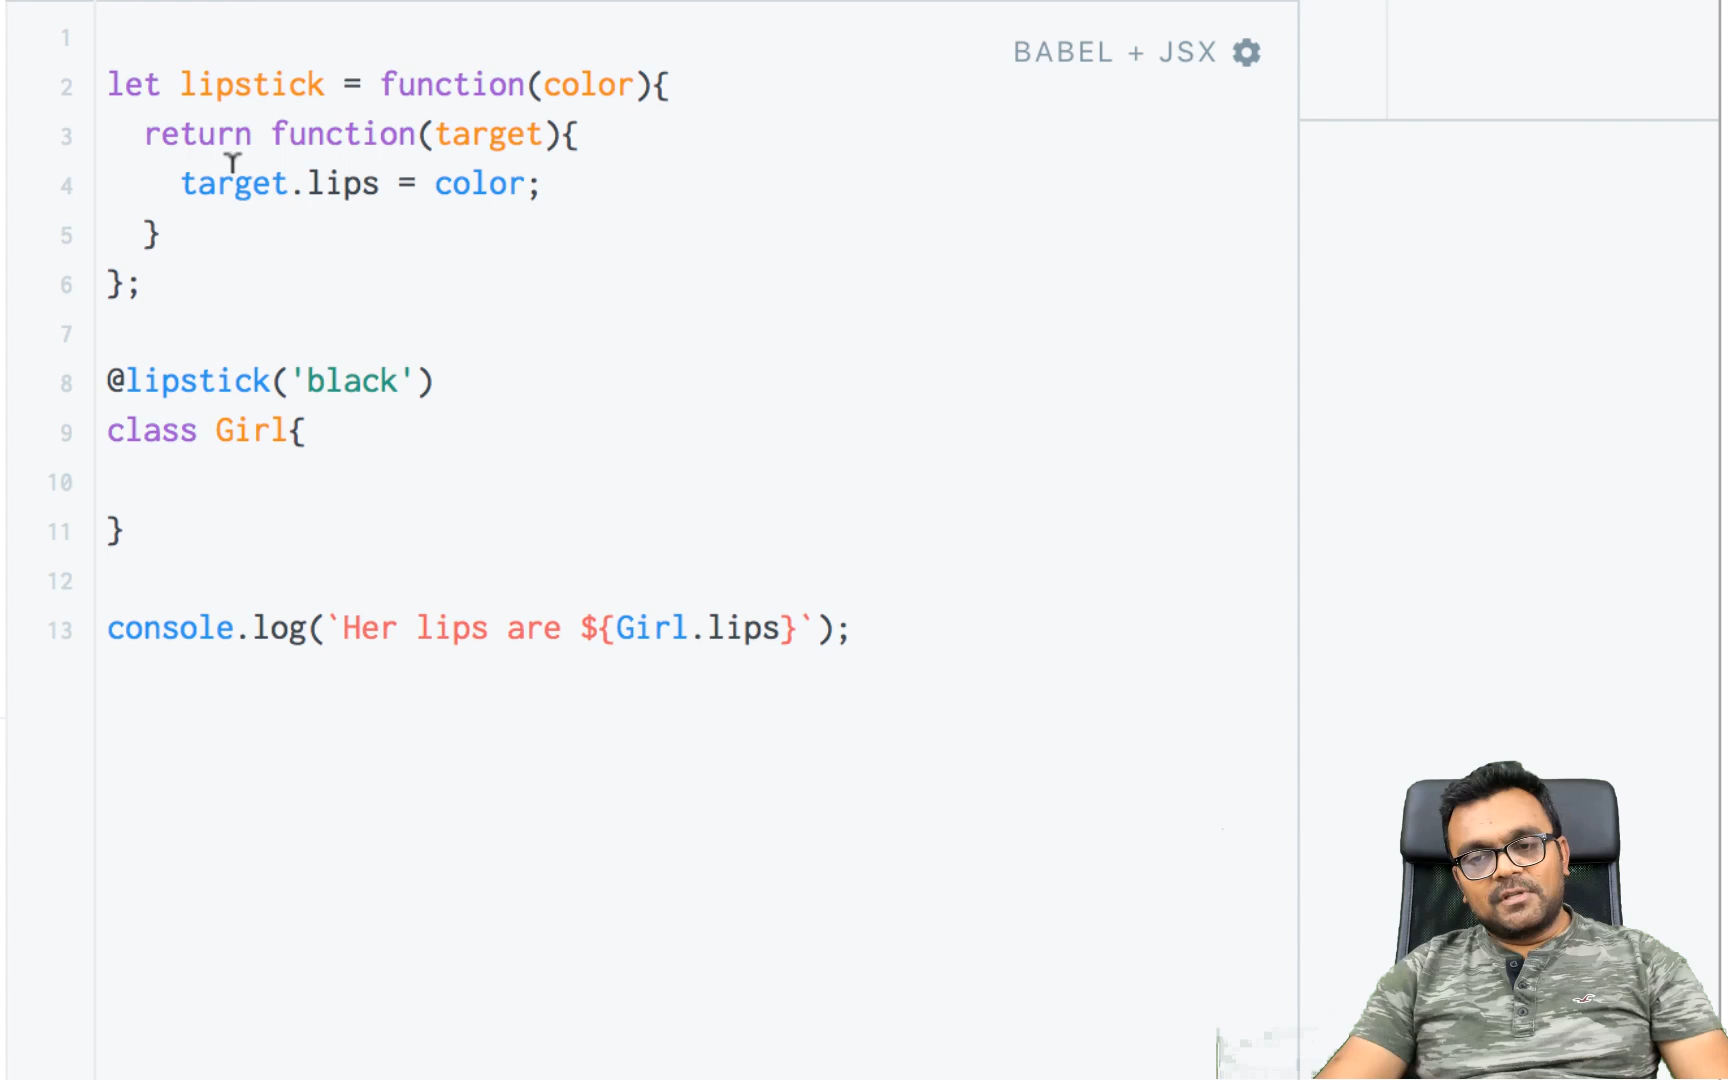 BABEL + JSX
1
2 let lipstick = function(color){
3 return function(target){
4 target.lips = color;
5 }
6 };
7
8 @lipstick('black')
9 class Girl{
10
11 }
12
13 console.log(`Her lips are ${Girl.lips}`);